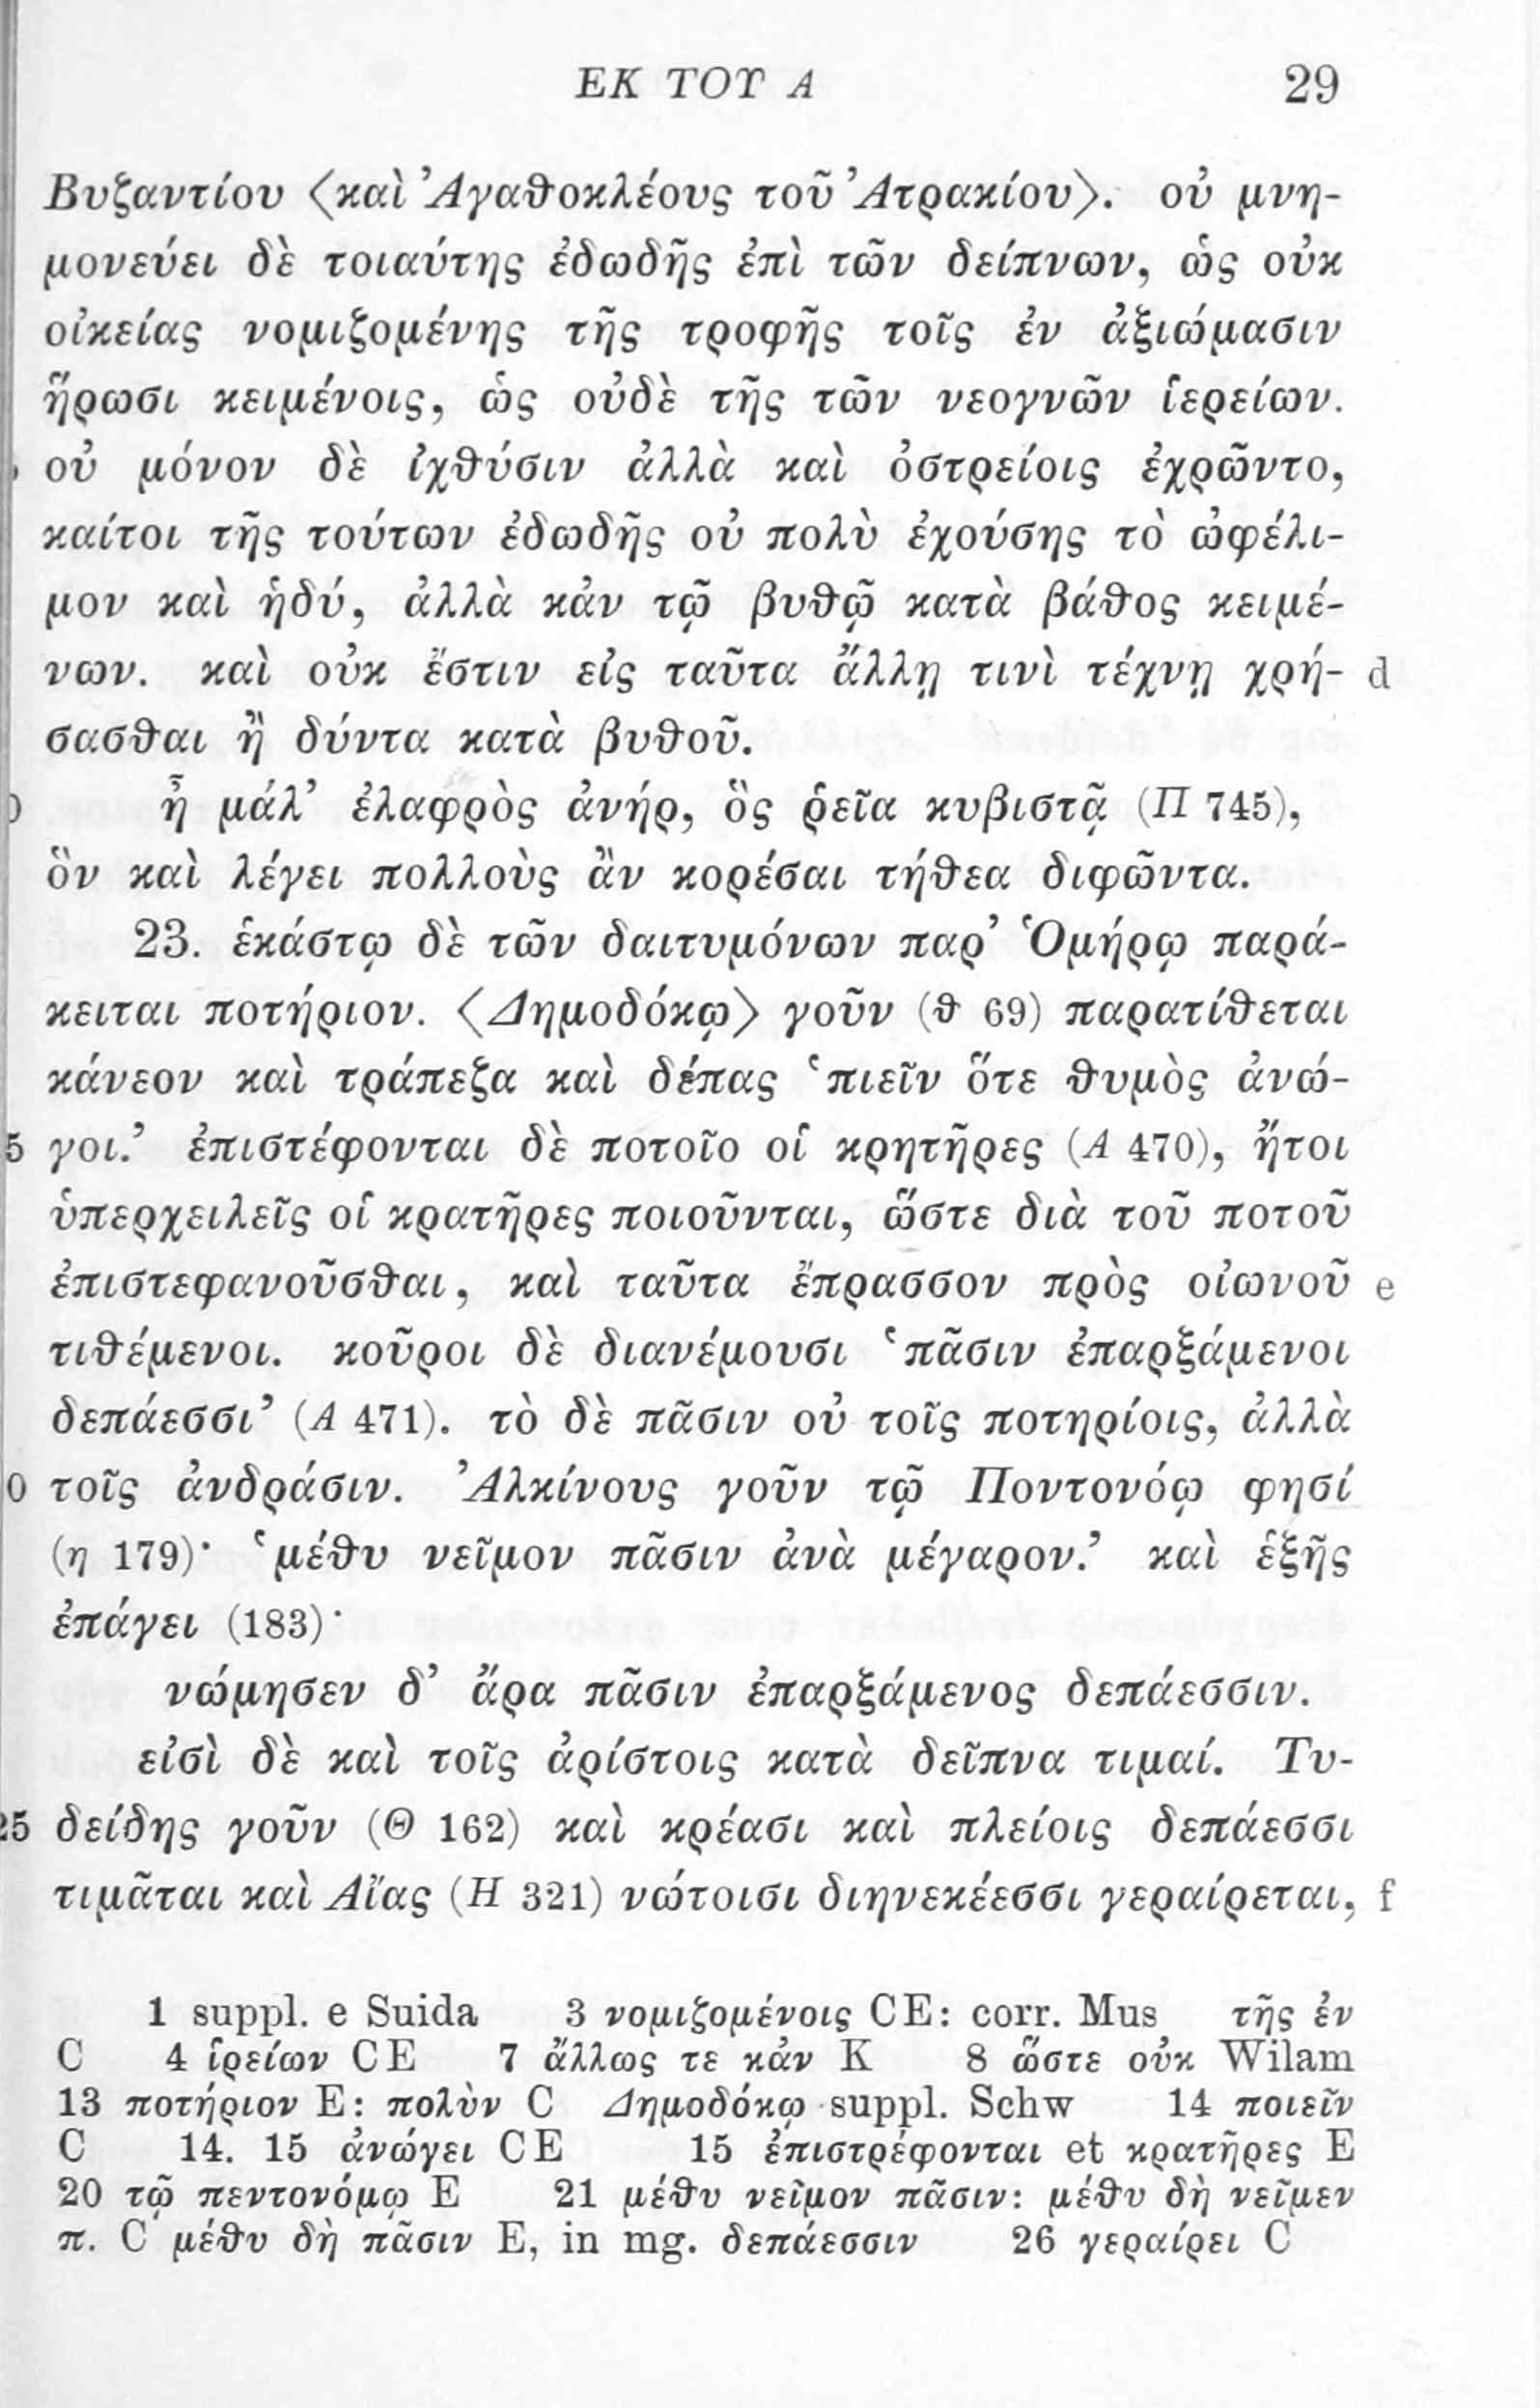 ΕΚ ΤΟΥ Α 29
Βυζαντίου ⟨καὶ Ἀγαθοκλέους τοῦ Ἀτρακίου⟩. οὐ μνη-
μονεύει δὲ τοιαύτης ἐδωδῆς ἐπὶ τῶν δείπνων, ὡς οὐκ
οἰκείας νομιζομένης τῆς τροφῆς τοῖς ἐν ἀξιώμασιν
ἥρωσι κειμένοις, ὡς οὐδὲ τῆς τῶν νεογνῶν ἱερείων.
οὐ μόνον δὲ ἰχθύσιν ἀλλὰ καὶ ὀστρείοις ἐχρῶντο,
καίτοι τῆς τούτων ἐδωδῆς οὐ πολὺ ἐχούσης τὸ ὠφέλι-
μον καὶ ἡδύ, ἀλλὰ κἀν τῷ βυθῷ κατὰ βάθος κειμέ-
νων. καὶ οὐκ ἔστιν εἰς ταῦτα ἄλλῃ τινὶ τέχνῃ χρή- d
σασθαι ἢ δύντα κατὰ βυθοῦ.
0 ἦ μάλ’ ἐλαφρὸς ἀνήρ, ὃς ῥεῖα κυβιστᾷ (Π 745),
ὃν καὶ λέγει πολλοὺς ἂν κορέσαι τήθεα διφῶντα.
23. ἑκάστῳ δὲ τῶν δαιτυμόνων παρ’ Ὁμήρῳ παρά-
κειται ποτήριον. ⟨Δημοδόκῳ⟩ γοῦν (θ 69) παρατίθεται
κάνεον καὶ τράπεζα καὶ δέπας ‘πιεῖν ὅτε θυμὸς ἀνώ-
5 γοι.’ ἐπιστέφονται δὲ ποτοῖο οἱ κρητῆρες (Α 470), ἤτοι
ὑπερχειλεῖς οἱ κρατῆρες ποιοῦνται, ὥστε διὰ τοῦ ποτοῦ
ἐπιστεφανοῦσθαι, καὶ ταῦτα ἔπρασσον πρὸς οἰωνοῦ e
τιθέμενοι. κοῦροι δὲ διανέμουσι ‘πᾶσιν ἐπαρξάμενοι
δεπάεσσι’ (Α 471). τὸ δὲ πᾶσιν οὐ τοῖς ποτηρίοις, ἀλλὰ
0 τοῖς ἀνδράσιν. Ἀλκίνους γοῦν τῷ Ποντονόῳ φησί
(η 179)· ‘μέθυ νεῖμον πᾶσιν ἀνὰ μέγαρον.’ καὶ ἑξῆς
ἐπάγει (183)·
νώμησεν δ’ ἄρα πᾶσιν ἐπαρξάμενος δεπάεσσιν.
εἰσὶ δὲ καὶ τοῖς ἀρίστοις κατὰ δεῖπνα τιμαί. Τυ-
25 δείδης γοῦν (Θ 162) καὶ κρέασι καὶ πλείοις δεπάεσσι
τιμᾶται καὶ Αἴας (Η 321) νώτοισι διηνεκέεσσι γεραίρεται, f
1 suppl. e Suida 3 νομιζομένοις CE: corr. Mus τῆς ἐν
C 4 ἱρείων CE 7 ἄλλως τε κἀν K 8 ὥστε οὐκ Wilam
13 ποτήριον E: πολὺν C Δημοδόκῳ suppl. Schw 14 ποιεῖν
C 14. 15 ἀνώγει CE 15 ἐπιστρέφονται et κρατῆρες E
20 τῷ πεντονόμῳ E 21 μέθυ νεῖμον πᾶσιν: μέθυ δὴ νεῖμεν
π. C μέθυ δὴ πᾶσιν E, in mg. δεπάεσσιν 26 γεραίρει C